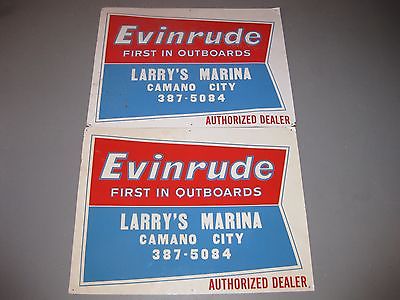 Evinrude
FIRST IN OUTBOARDS
LARRY'S MARINA
CAMANO CITY
387-5084
AUTHORIZED DEALER
Evinrude
FIRST IN OUTBOARDS
LARRY'S MARINA
CAMANO CITY
387-5084
AUTHORIZED DEALER